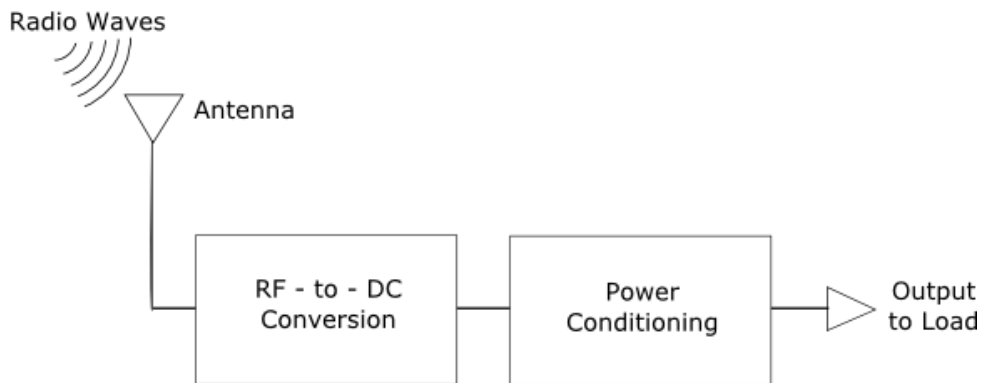 Radio Waves
Antenna
RF - to - DC
Conversion
Power
Conditioning
Output
to Load